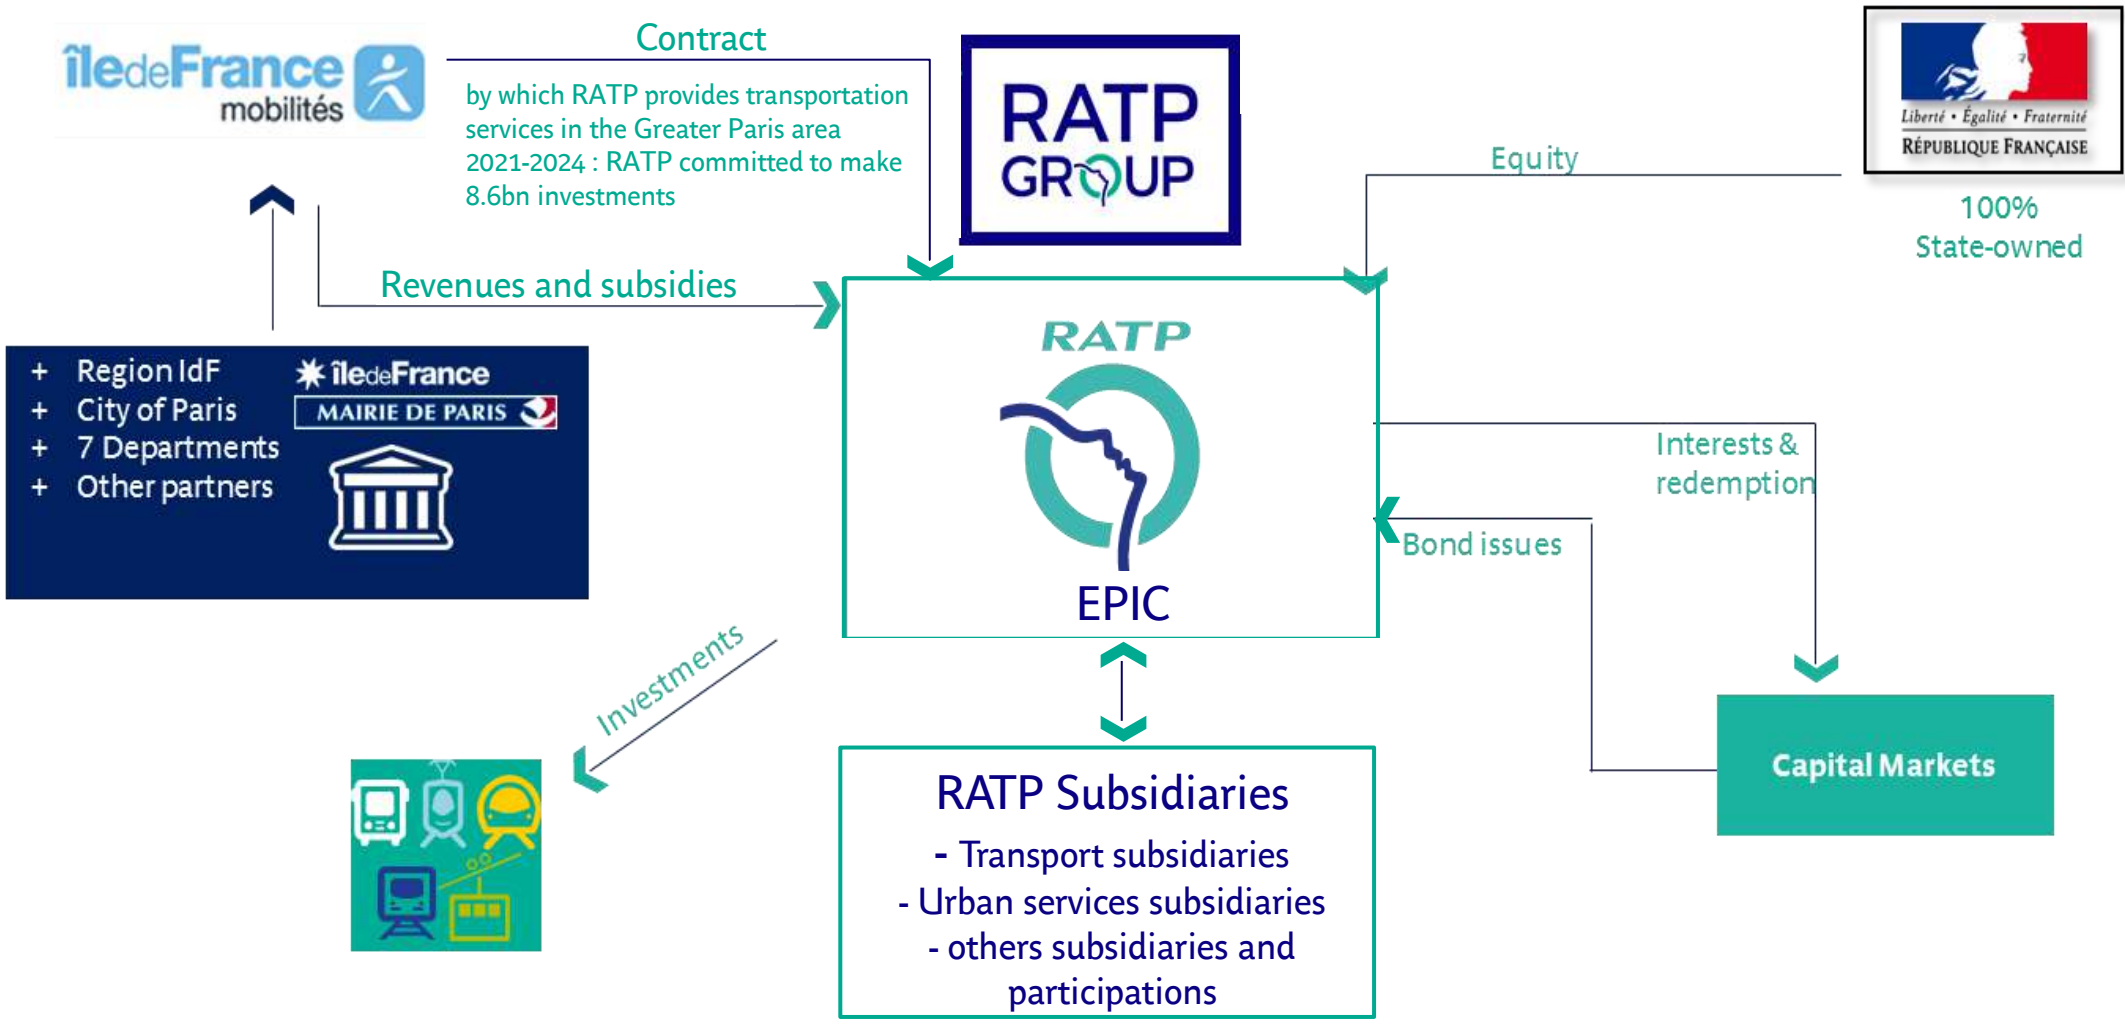 îledeFrance
mobilités
Contract
by which RATP provides transportation
services in the Greater Paris area
2021-2024 : RATP committed to make
8.6bn investments
RATP
GROUP
Liberté • Égalité • Fraternité
RÉPUBLIQUE FRANÇAISE
100%
State-owned
Equity
Revenues and subsidies
+ Region IdF
+ City of Paris
+ 7 Departments
+ Other partners
îledeFrance
MAIRIE DE PARIS
RATP
EPIC
Interests &
redemption
Bond issues
Capital Markets
Investments
RATP Subsidiaries
- Transport subsidiaries
- Urban services subsidiaries
- others subsidiaries and
participations